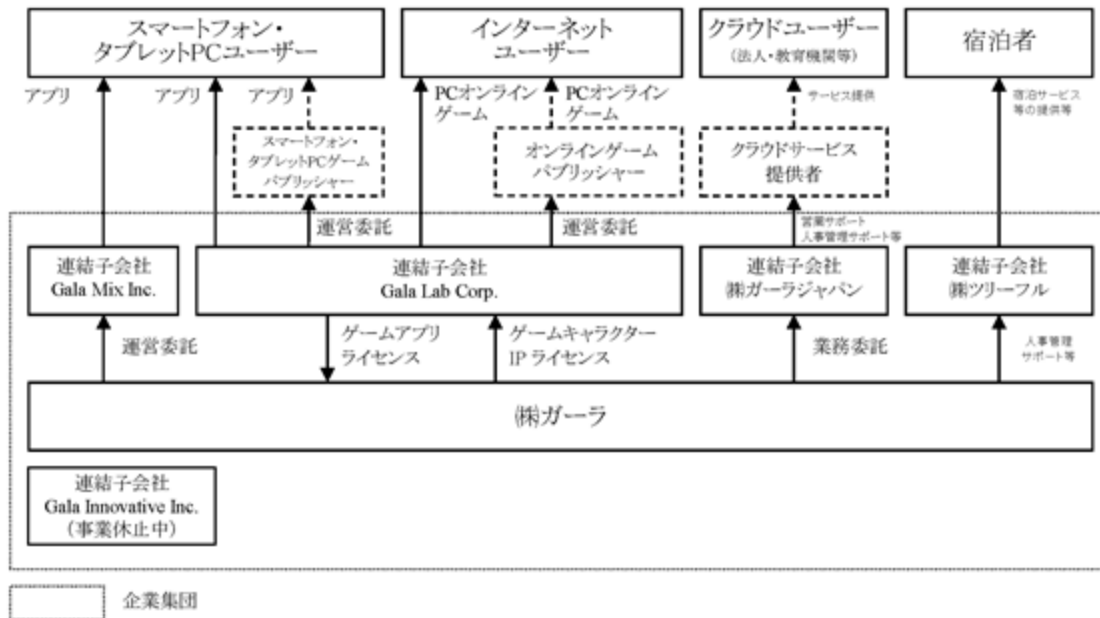 スマートフォン・
タブレットPCユーザー
インターネット
ユーザー
クラウドユーザー
(法人・教育機関等)
宿泊者
アプリ
アプリ
アプリ
PCオンライン
ゲーム
PCオンライン
ゲーム
サービス提供
宿泊サービス
等の提供等
スマートフォン・
タブレットPCゲーム
パブリッシャー
オンラインゲーム
パブリッシャー
クラウドサービス
提供者
運営委託
運営委託
営業サポート
人事管理サポート等
連結子会社
Gala Mix Inc.
連結子会社
Gala Lab Corp.
連結子会社
㈱ガーラジャパン
連結子会社
㈱ツリーフル
運営委託
ゲームアプリ
ライセンス
ゲームキャラクター
IP ライセンス
業務委託
人事管理
サポート等
㈱ガーラ
連結子会社
Gala Innovative Inc.
(事業休止中)
企業集団